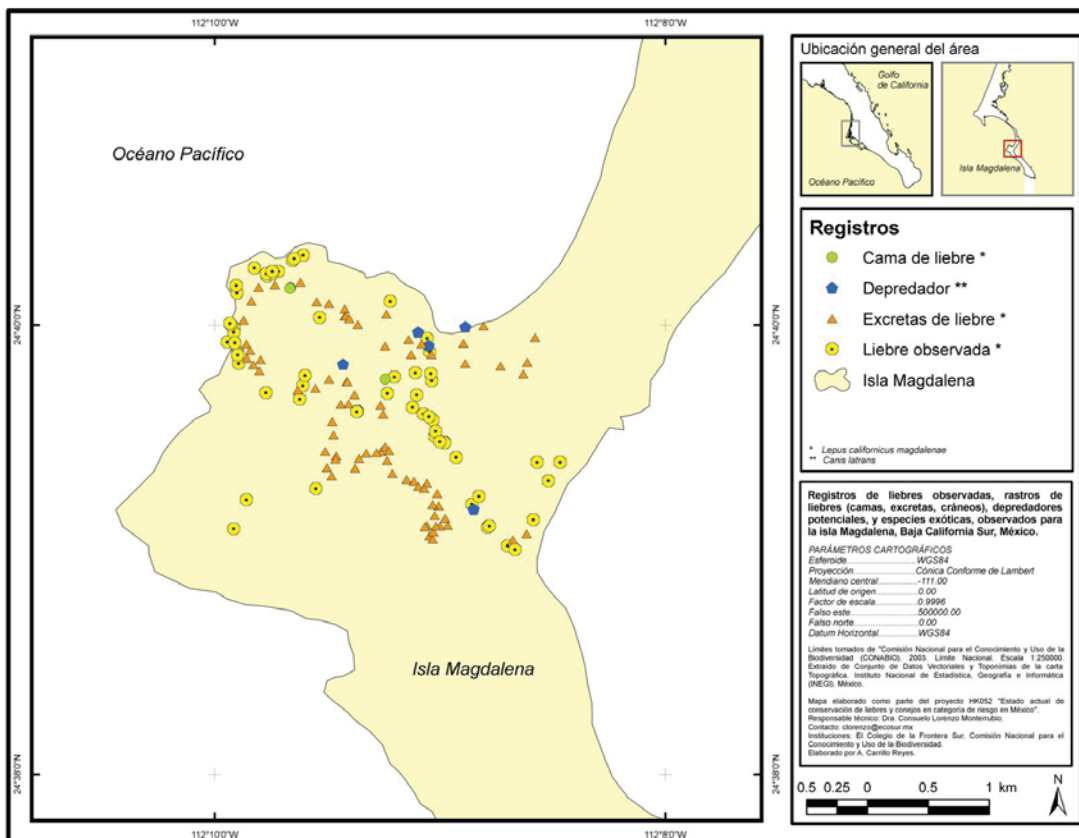 112°10'0"W
112°8'0"W
Océano Pacífico
24°40'0"N
24°40'0"N
Isla Magdalena
24°38'0"N
24°38'0"N
112°10'0"W
112°8'0"W
Ubicación general del área
Golfo
de California
Océano Pacífico
Isla Magdalena
Registros
Cama de liebre *
Depredador **
Excretas de liebre *
Liebre observada *
Isla Magdalena
* Lepus californicus magdalenae
** Canis latrans
Registros de liebres observadas, rastros de
liebres (camas, excretas, cráneos), depredadores
potenciales, y especies exóticas, observados para
la isla Magdalena, Baja California Sur, México.
PARÁMETROS CARTOGRÁFICOS
Esferoide......................WGS84
Proyección....................Cónica Conforme de Lambert
Meridiano central................-111.00
Latitud de origen.............0.00
Factor de escala..............0.9996
Falso este......................500000.00
Falso norte.....................0.00
Datum Horizontal.............WGS84
Límites tomados de "Comisión Nacional para el Conocimiento y Uso de la
Biodiversidad (CONABIO). 2003. Límite Nacional. Escala 1:250000.
Extraído de Conjunto de Datos Vectoriales y Toponimias de la carta
Topográfica. Instituto Nacional de Estadística, Geografía e Informática
(INEGI). México.
Mapa elaborado como parte del proyecto HK052 "Estado actual de
conservación de liebres y conejos en categoría de riesgo en México".
Responsable técnico: Dra. Consuelo Lorenzo Monterrubio.
Contacto: clorenzo@ecosur.mx
Instituciones: El Colegio de la Frontera Sur, Comisión Nacional para el
Conocimiento y Uso de la Biodiversidad.
Elaborado por A. Carrillo Reyes.
0.5 0.25 0 0.5 1 km
N